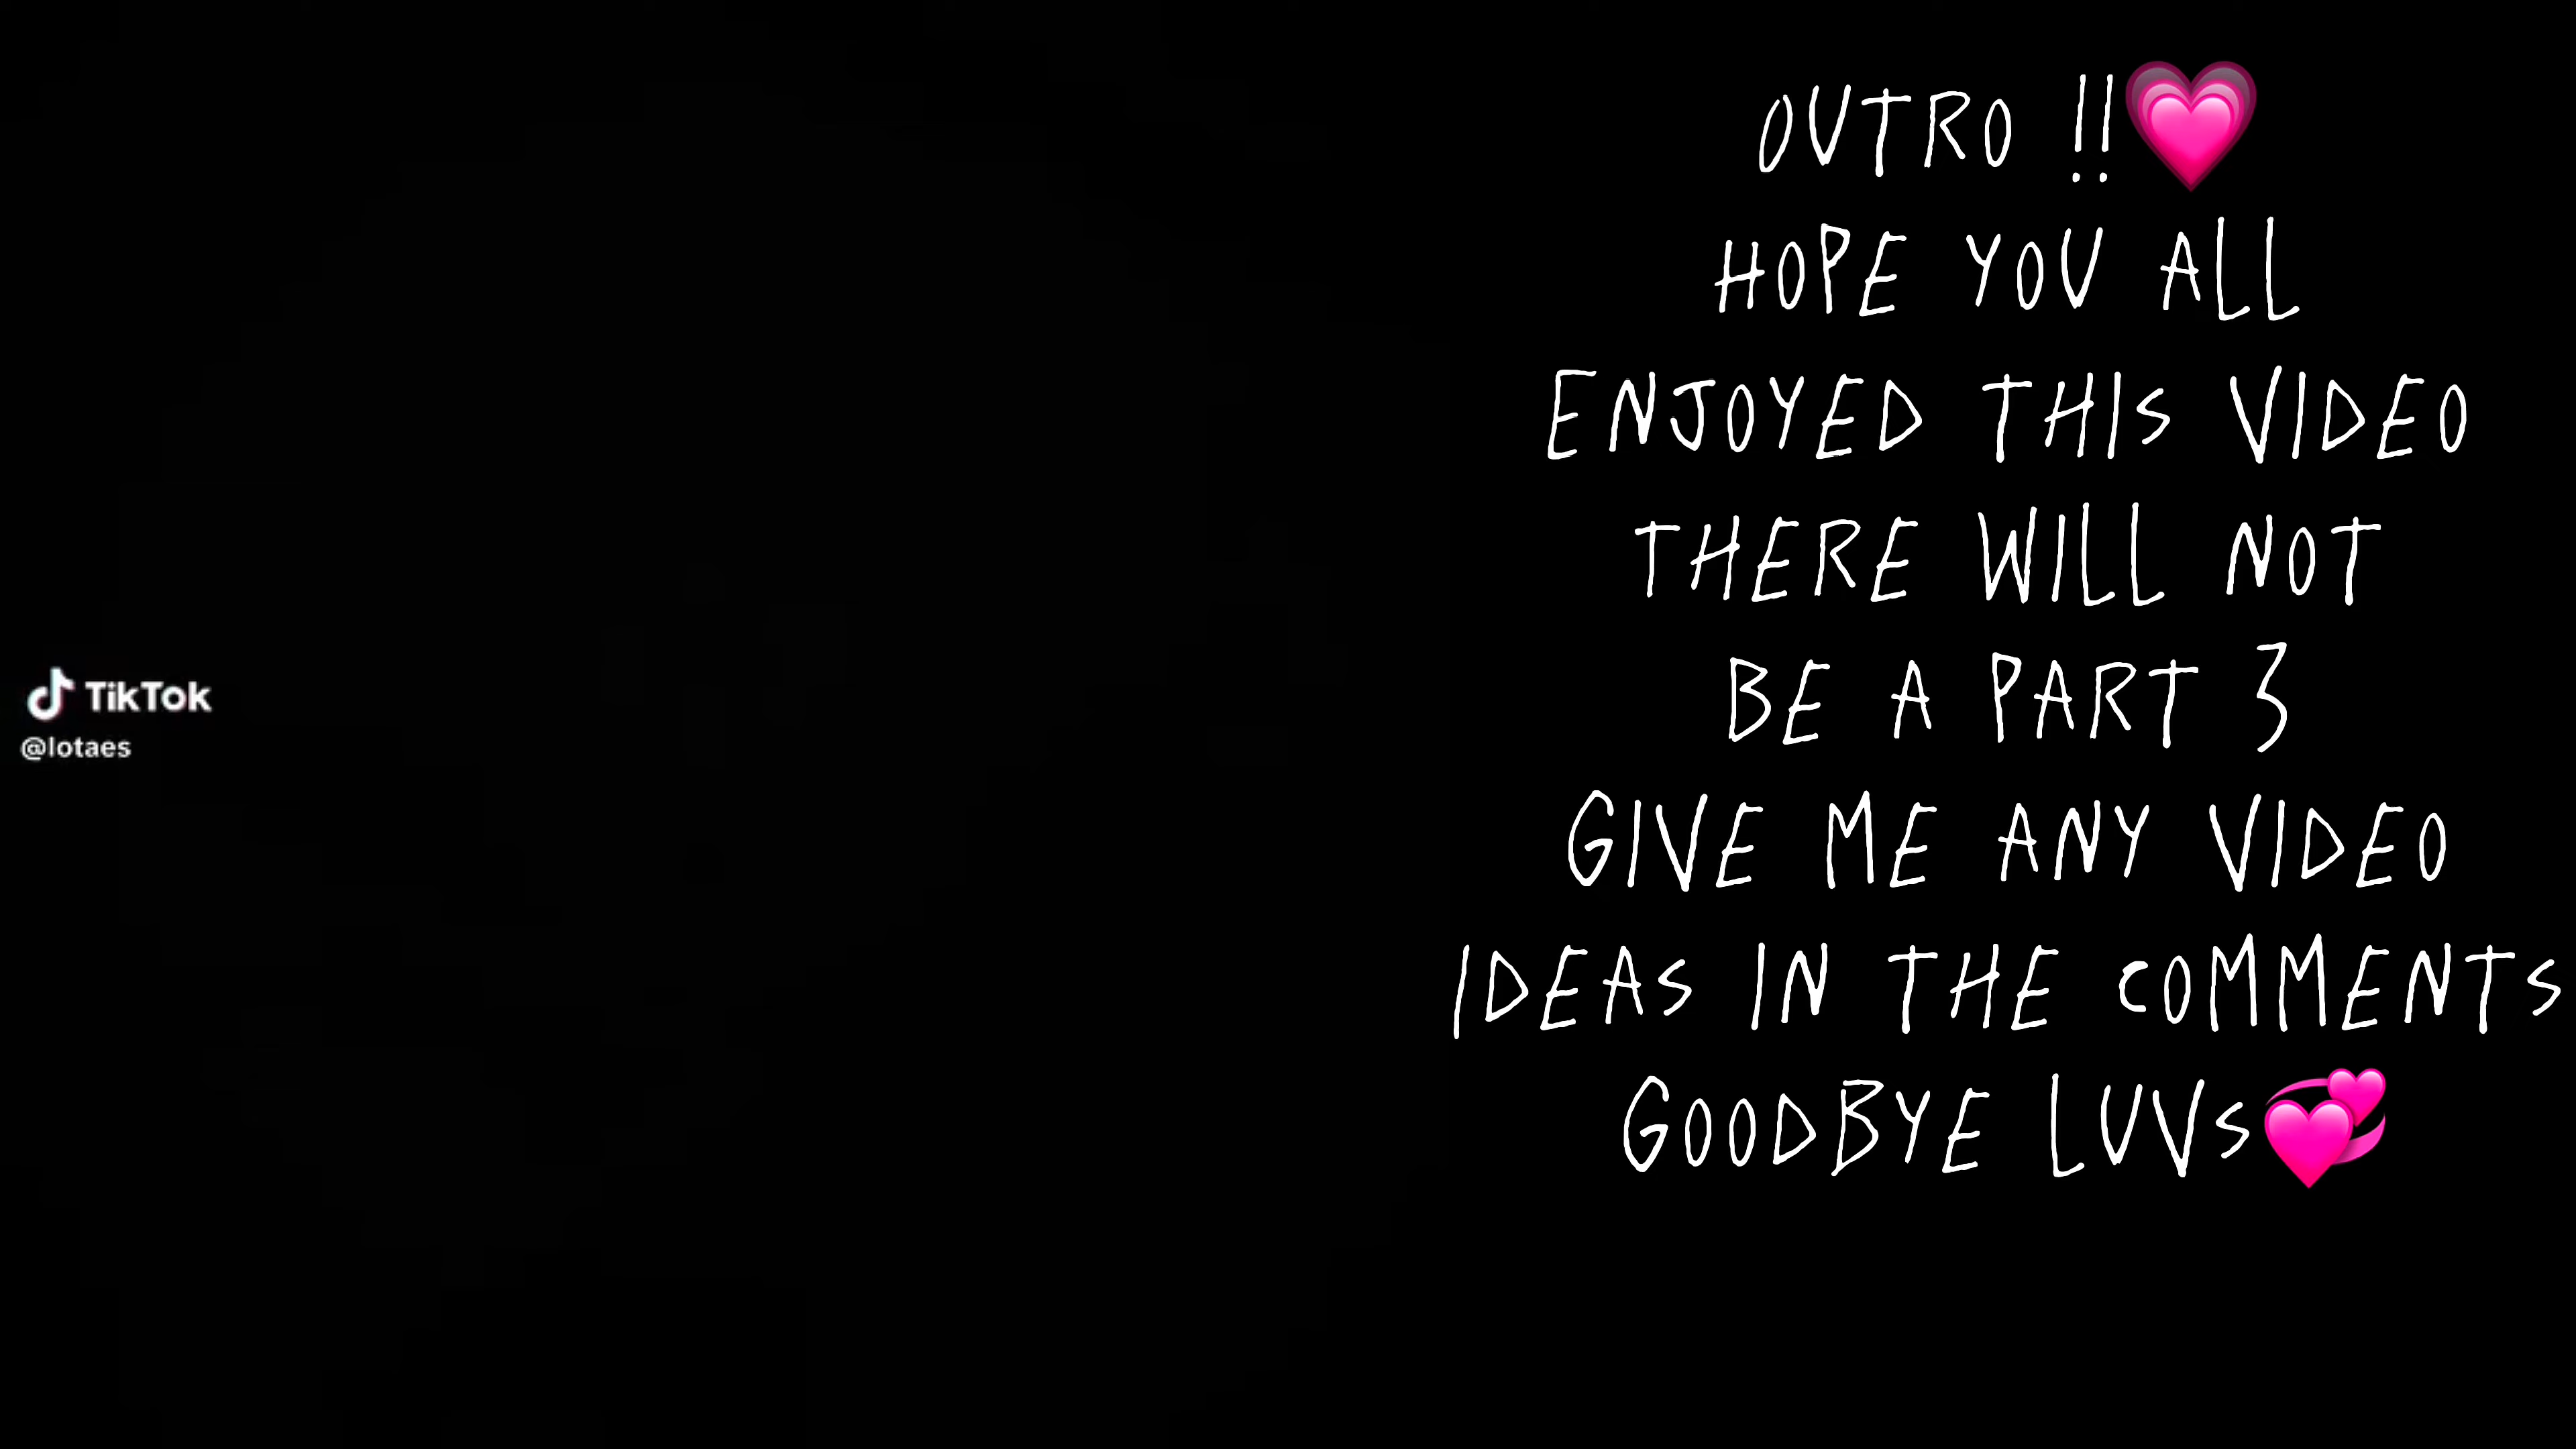 OUTRO !!💗
HOPE YOU ALL
ENJOYED THIS VIDEO
THERE WILL NOT
BE A PART 3
GIVE ME ANY VIDEO
IDEAS IN THE COMMENTS
GOODBYE LUVS💞
TikTok
@lotaes